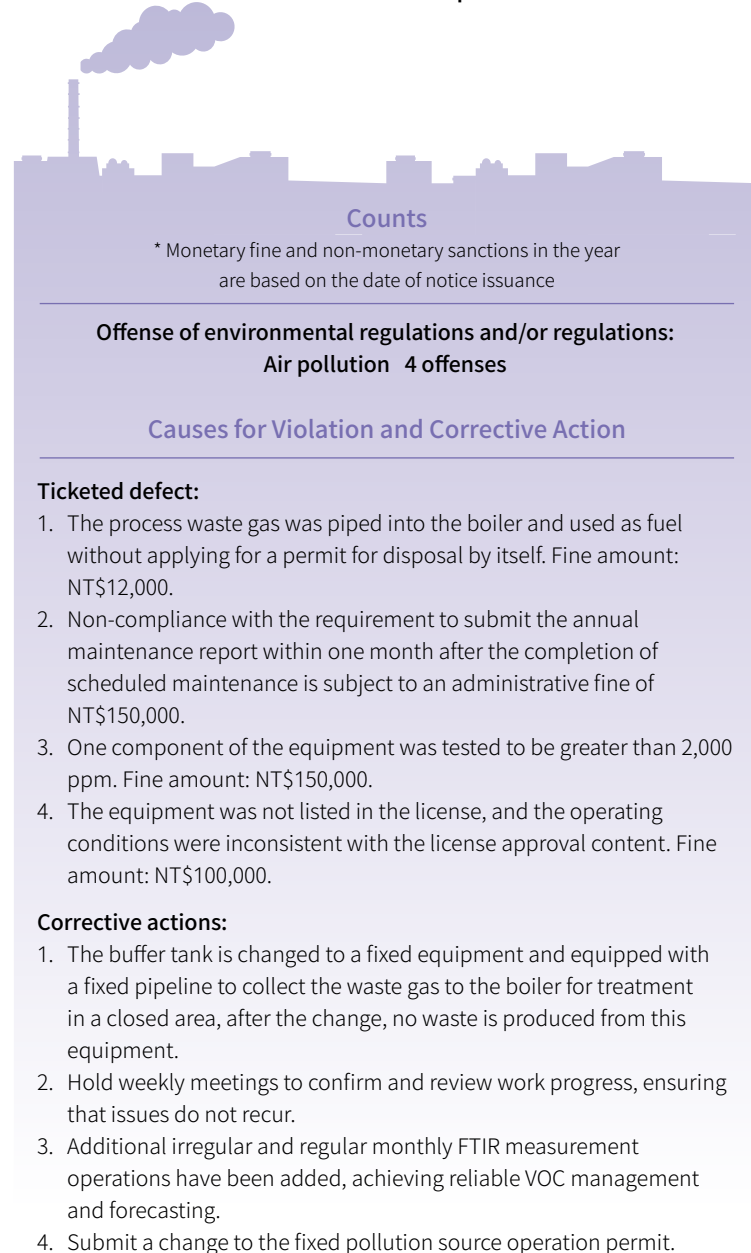 Counts
* Monetary fine and non-monetary sanctions in the year
are based on the date of notice issuance
Offense of environmental regulations and/or regulations:
Air pollution 4 offenses
Causes for Violation and Corrective Action
Ticketed defect:
1. The process waste gas was piped into the boiler and used as fuel
without applying for a permit for disposal by itself. Fine amount:
NT$12,000.
2. Non-compliance with the requirement to submit the annual
maintenance report within one month after the completion of
scheduled maintenance is subject to an administrative fine of
NT$150,000.
3. One component of the equipment was tested to be greater than 2,000
ppm. Fine amount: NT$150,000.
4. The equipment was not listed in the license, and the operating
conditions were inconsistent with the license approval content. Fine
amount: NT$100,000.
Corrective actions:
1. The buffer tank is changed to a fixed equipment and equipped with
a fixed pipeline to collect the waste gas to the boiler for treatment
in a closed area, after the change, no waste is produced from this
equipment.
2. Hold weekly meetings to confirm and review work progress, ensuring
that issues do not recur.
3. Additional irregular and regular monthly FTIR measurement
operations have been added, achieving reliable VOC management
and forecasting.
4. Submit a change to the fixed pollution source operation permit.